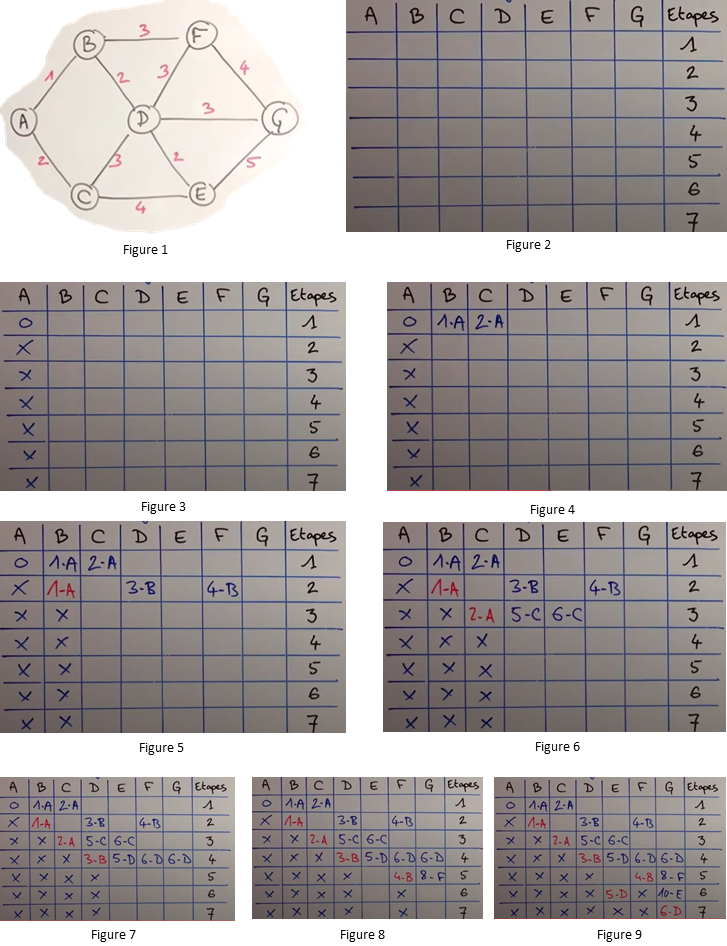 B 3 F
1 2 3 4
A D 3 G
2 3 2 5
C 4 E
Figure 1
A B C D E F G Etapes
1
2
3
4
5
6
7
Figure 2
A B C D E F G Etapes
0 1
X 2
X 3
X 4
X 5
X 6
X 7
Figure 3
A B C D E F G Etapes
0 1-A 2-A 1
X 2
X 3
X 4
X 5
X 6
X 7
Figure 4
A B C D E F G Etapes
0 1-A 2-A 1
X 1-A 3-B 4-B 2
X X 3
X X 4
X X 5
X X 6
X X 7
Figure 5
A B C D E F G Etapes
0 1-A 2-A 1
X 1-A 3-B 4-B 2
X X 2-A 5-C 6-C 3
X X X 4
X X X 5
X X X 6
X X X 7
Figure 6
A B C D E F G Etapes
0 1-A 2-A 1
X 1-A 3-B 4-B 2
X X 2-A 5-C 6-C 3
X X X 3-B 5-D 6-D 6-D 4
X X X X 5
X X X X 6
X X X X 7
Figure 7
A B C D E F G Etapes
0 1-A 2-A 1
X 1-A 3-B 4-B 2
X X 2-A 5-C 6-C 3
X X X 3-B 5-D 6-D 6-D 4
X X X X 4-B 8-F 5
X X X X X 6
X X X X X 7
Figure 8
A B C D E F G Etapes
0 1-A 2-A 1
X 1-A 3-B 4-B 2
X X 2-A 5-C 6-C 3
X X X 3-B 5-D 6-D 6-D 4
X X X X 4-B 8-F 5
X X X X 5-D X 10-E 6
X X X X X X 6-D 7
Figure 9